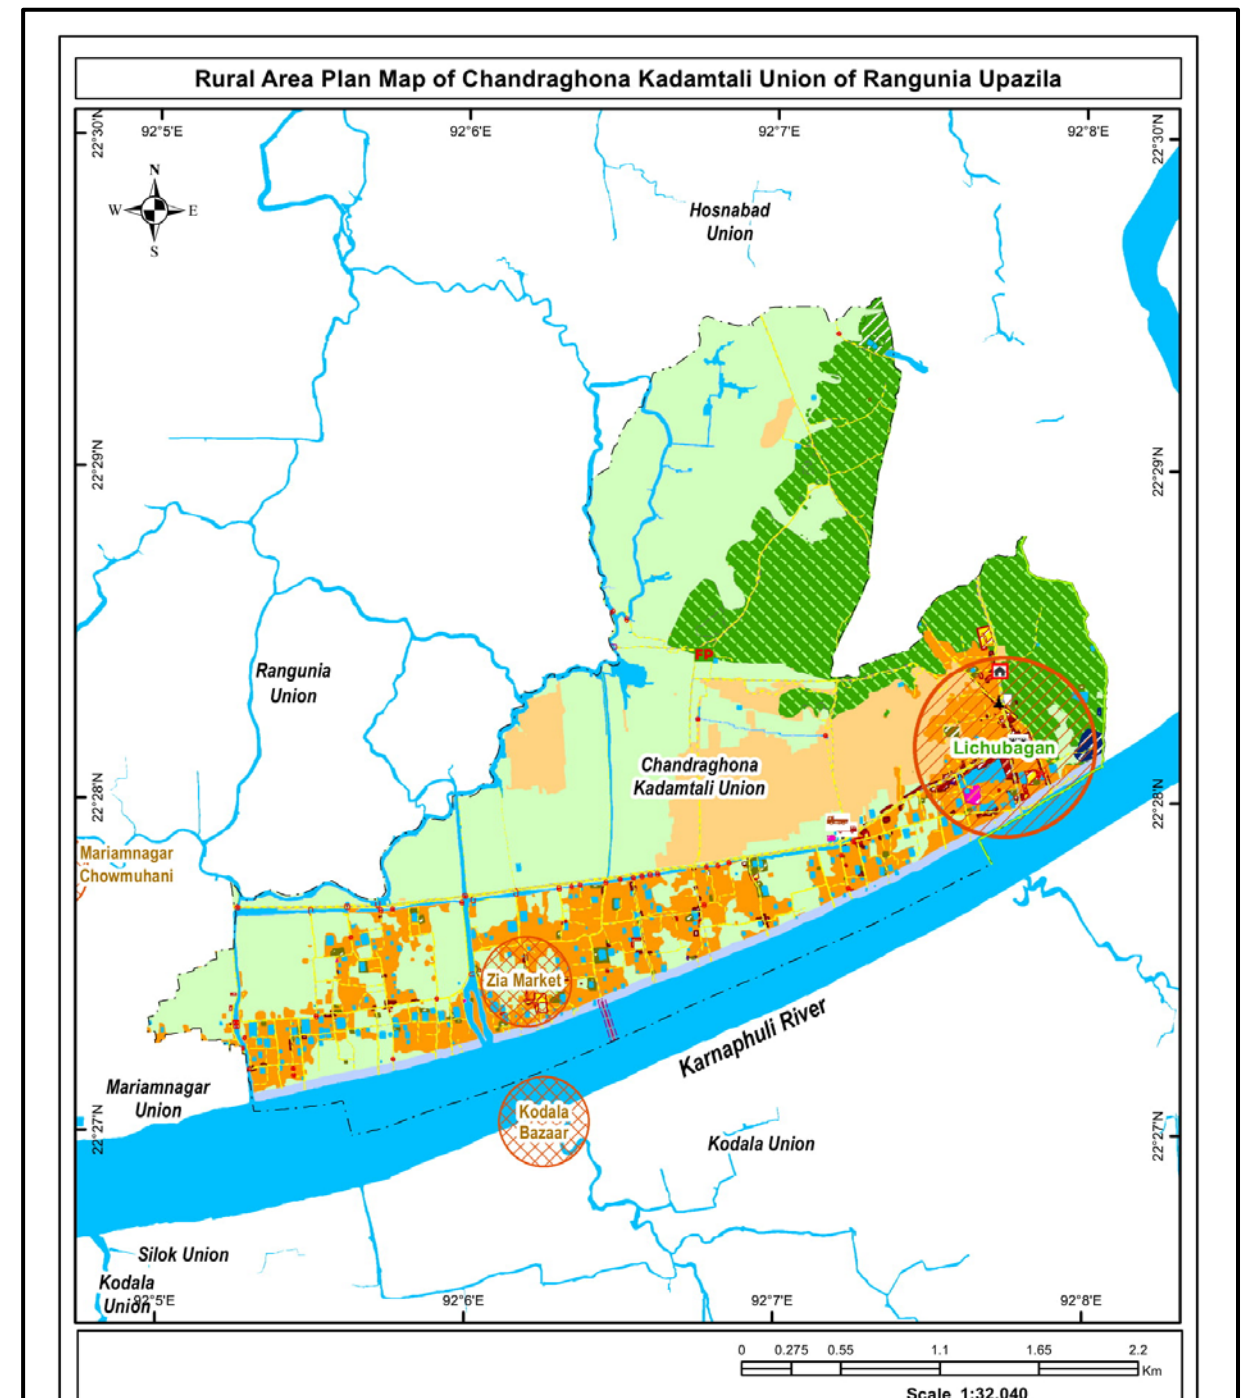 Rural Area Plan Map of Chandraghona Kadamtali Union of Rangunia Upazila
92°5'E
92°6'E
92°7'E
92°8'E
22°30'N
22°30'N
N
W
E
S
Hosnabad
Union
22°29'N
22°29'N
FP
Rangunia
Union
Lichubagan
Chandraghona
Kadamtali Union
22°28'N
22°28'N
Mariamnagar
Chowmuhani
Zia Market
Karnaphuli River
Mariamnagar
Union
Kodala
Bazaar
22°27'N
22°27'N
Kodala Union
Silok Union
Kodala
Union
92°5'E
92°6'E
92°7'E
92°8'E
0 0.275 0.55 1.1 1.65 2.2
Km
Scale 1:32,040